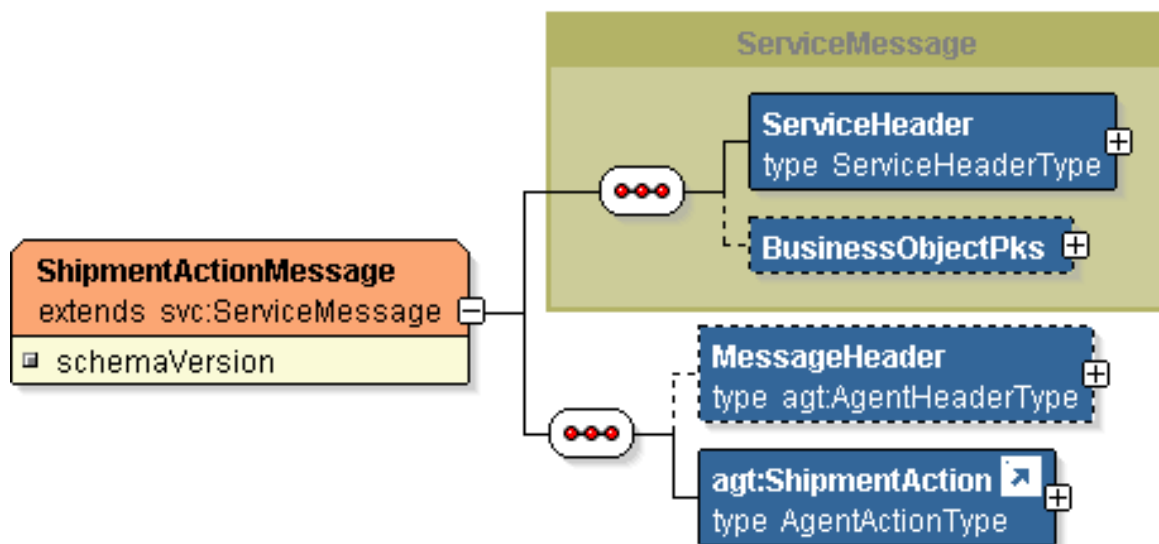 ServiceMessage
ServiceHeader
type ServiceHeaderType
BusinessObjectPks
ShipmentActionMessage
extends svc:ServiceMessage
schemaVersion
MessageHeader
type agt:AgentHeaderType
agt:ShipmentAction
type AgentActionType